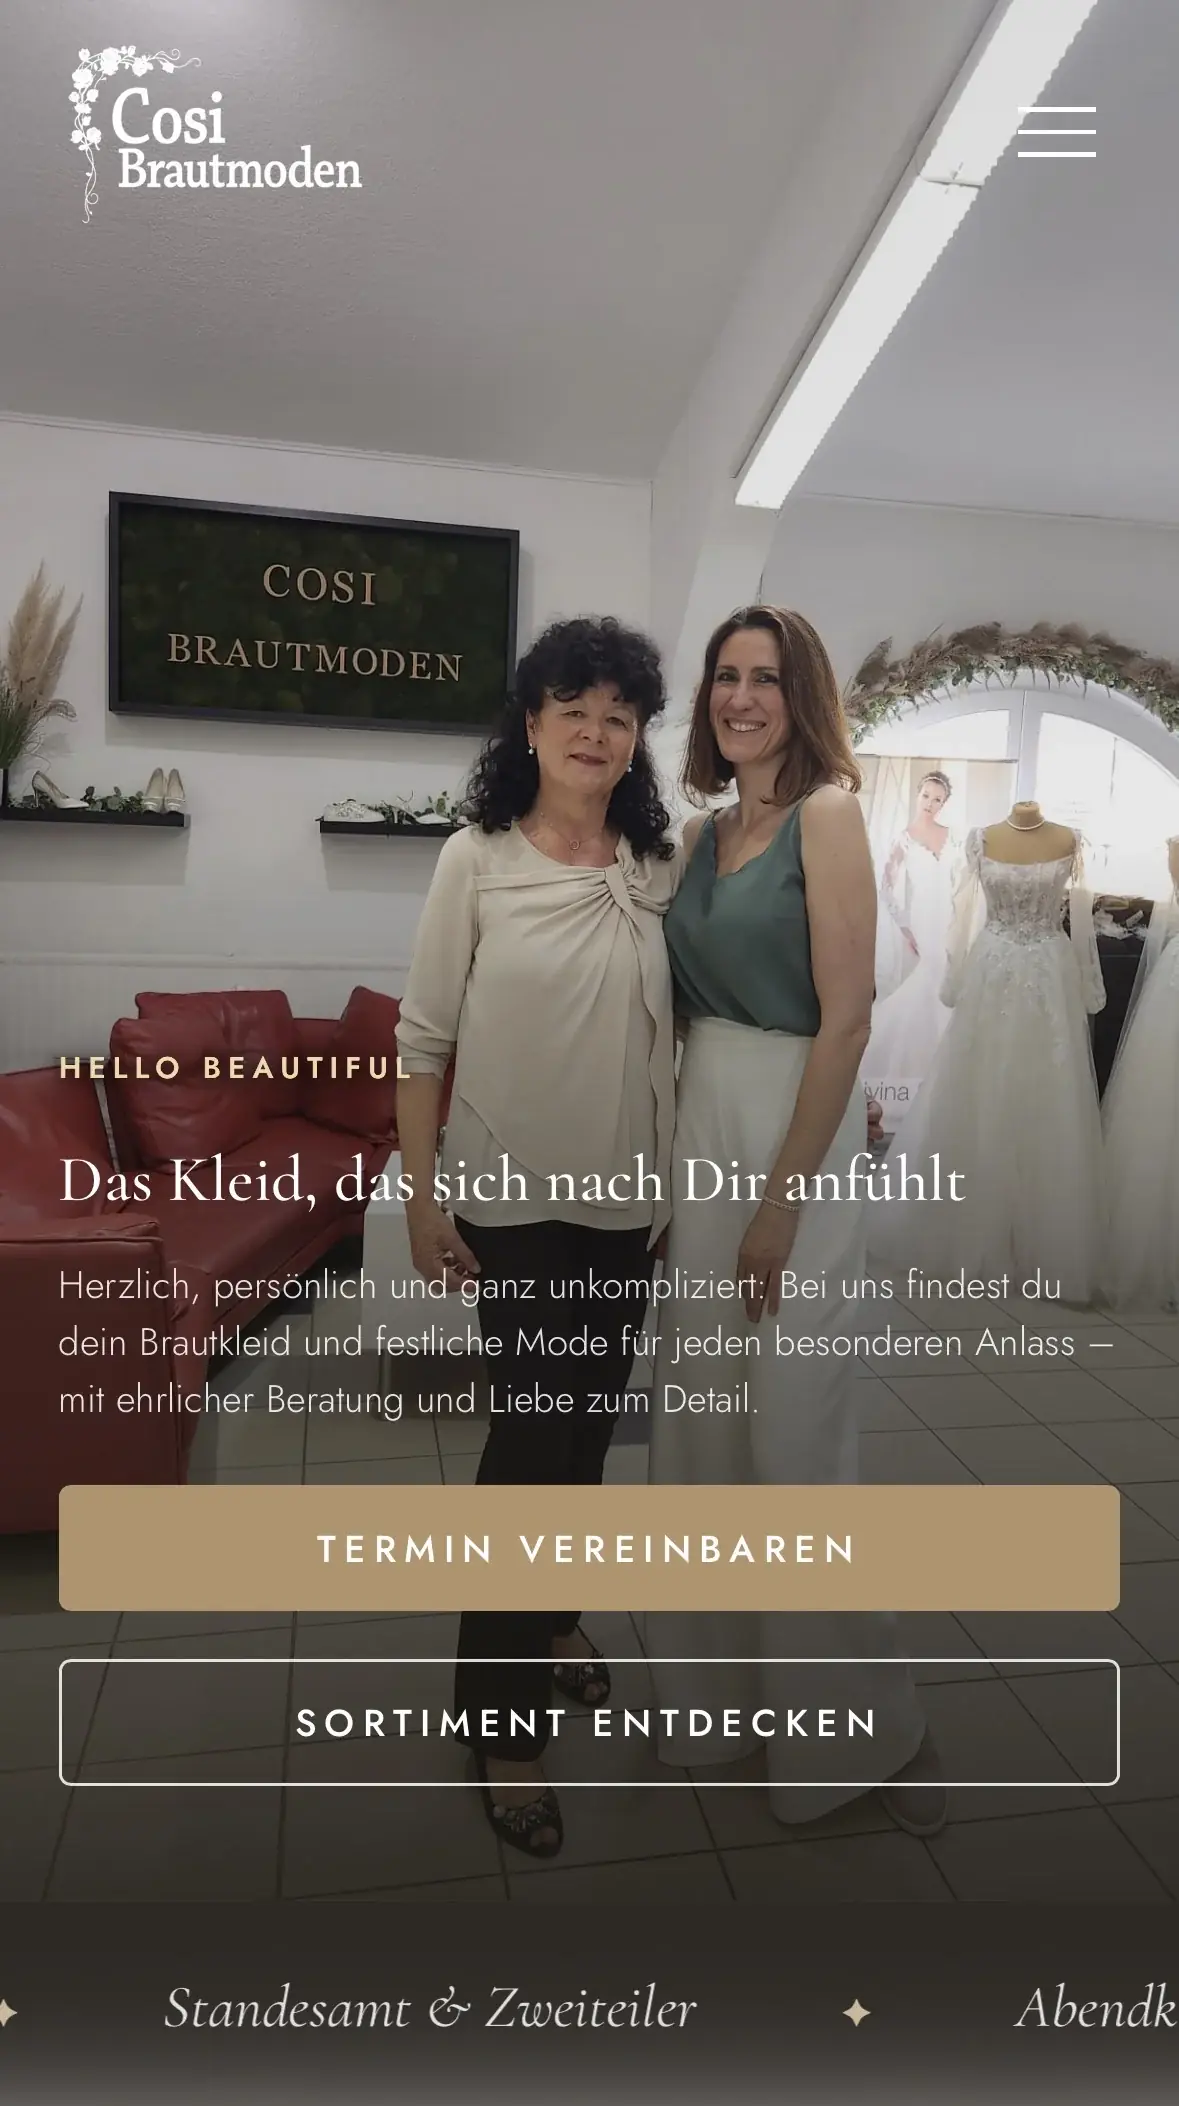 Cosi
Brautmoden
COSI
BRAUTMODEN
ivina
HELLO BEAUTIFUL
Das Kleid, das sich nach Dir anfühlt
Herzlich, persönlich und ganz unkompliziert: Bei uns findest du
dein Brautkleid und festliche Mode für jeden besonderen Anlass –
mit ehrlicher Beratung und Liebe zum Detail.
TERMIN VEREINBAREN
SORTIMENT ENTDECKEN
✦ Standesamt & Zweiteiler ✦ Abendk